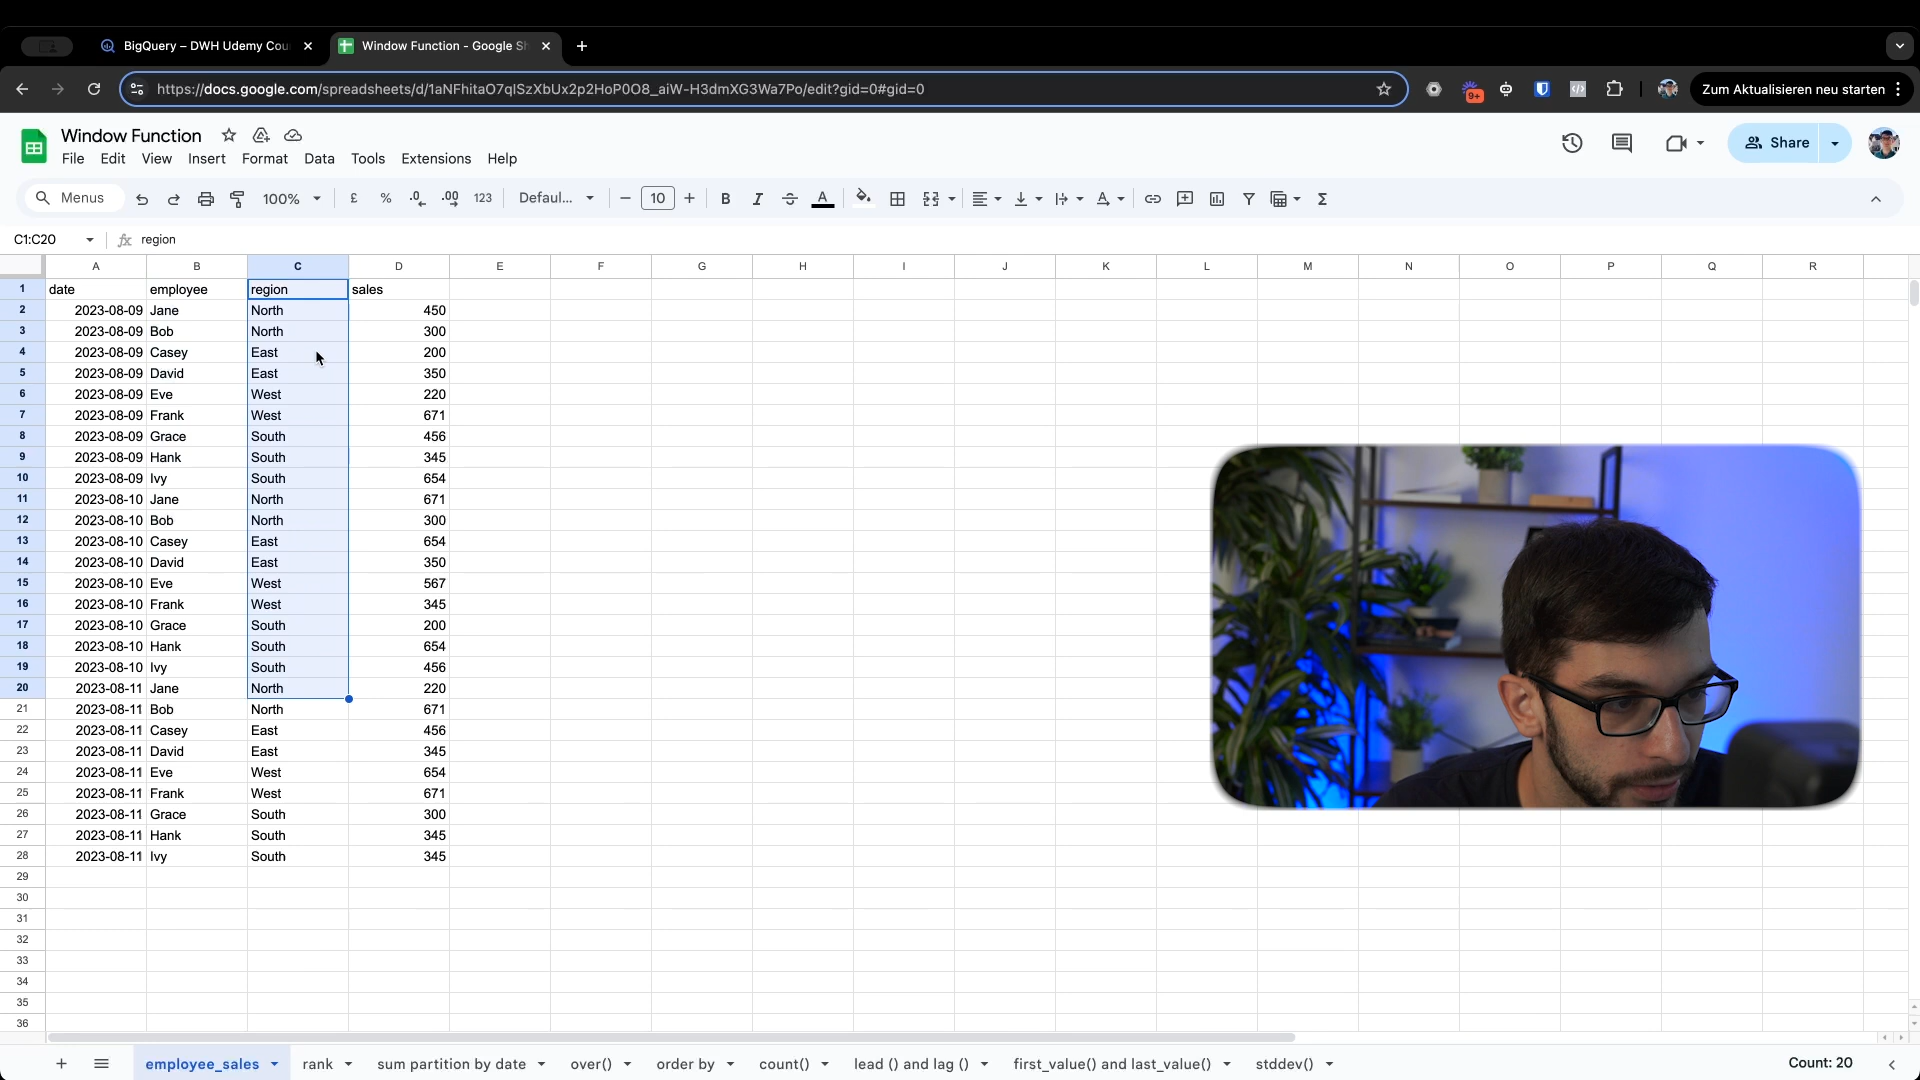 BigQuery – DWH Udemy Cou
Window Function - Google Sh
https://docs.google.com/spreadsheets/d/1aNFhitaO7qlSzXbUx2p2HoP0O8_aiW-H3dmXG3Wa7Po/edit?gid=0#gid=0
9+
Zum Aktualisieren neu starten
Window Function
File Edit View Insert Format Data Tools Extensions Help
Share
Menus 100% £ % .0 .00 123 Defaul... 10 B I A
C1:C20 fx region
A B C D E F G H I J K L M N O P Q R
1 date employee region sales
2 2023-08-09 Jane North 450
3 2023-08-09 Bob North 300
4 2023-08-09 Casey East 200
5 2023-08-09 David East 350
6 2023-08-09 Eve West 220
7 2023-08-09 Frank West 671
8 2023-08-09 Grace South 456
9 2023-08-09 Hank South 345
10 2023-08-09 Ivy South 654
11 2023-08-10 Jane North 671
12 2023-08-10 Bob North 300
13 2023-08-10 Casey East 654
14 2023-08-10 David East 350
15 2023-08-10 Eve West 567
16 2023-08-10 Frank West 345
17 2023-08-10 Grace South 200
18 2023-08-10 Hank South 654
19 2023-08-10 Ivy South 456
20 2023-08-11 Jane North 220
21 2023-08-11 Bob North 671
22 2023-08-11 Casey East 456
23 2023-08-11 David East 345
24 2023-08-11 Eve West 654
25 2023-08-11 Frank West 671
26 2023-08-11 Grace South 300
27 2023-08-11 Hank South 345
28 2023-08-11 Ivy South 345
29
30
31
32
33
34
35
36
employee_sales rank sum partition by date over() order by count() lead () and lag () first_value() and last_value() stddev() Count: 20